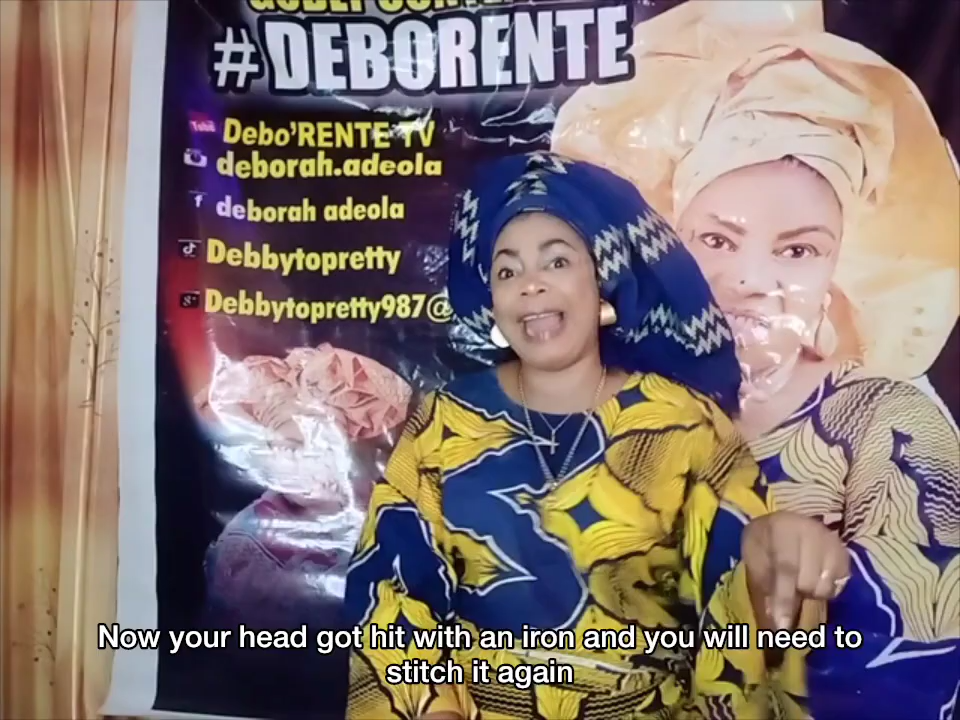 #DEBORENTE
Debo'RENTE TV
deborah.adeola
f deborah adeola
Debbytopretty
Debbytopretty987@
Now your head got hit with an iron and you will need to
stitch it again